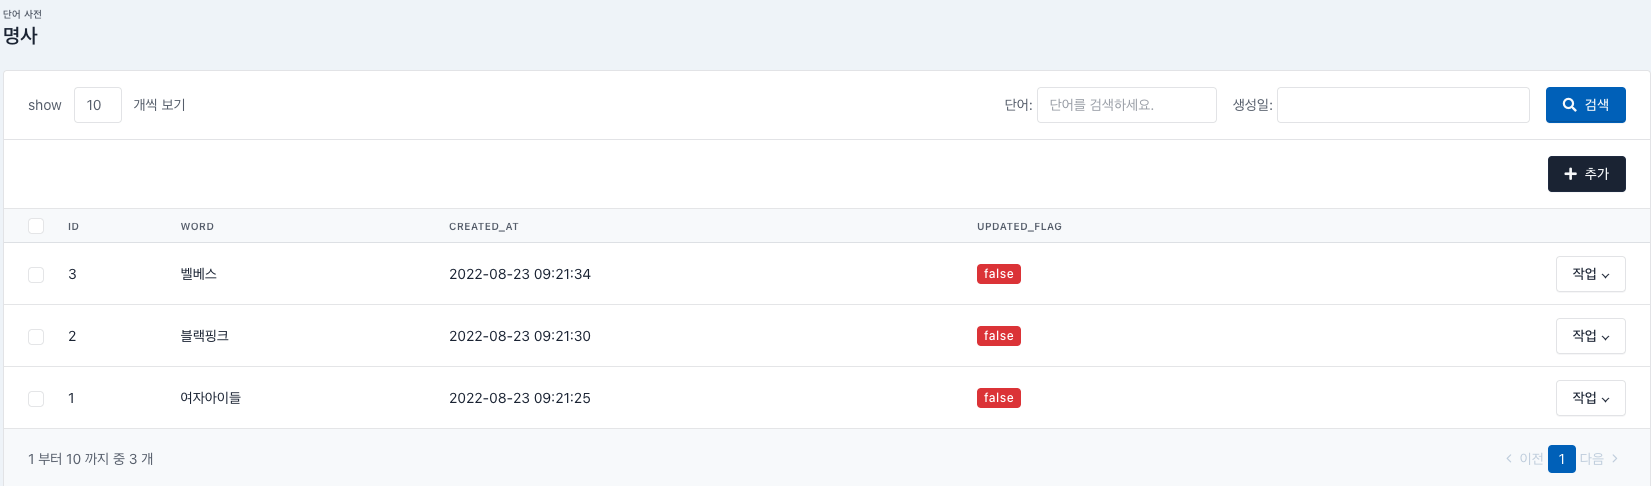 단어 사전
명사
show 10 개씩 보기 단어: 단어를 검색하세요. 생성일: 검색
추가
ID WORD CREATED_AT UPDATED_FLAG
3 벨베스 2022-08-23 09:21:34 false 작업
2 블랙핑크 2022-08-23 09:21:30 false 작업
1 여자아이들 2022-08-23 09:21:25 false 작업
1 부터 10 까지 중 3 개 이전 1 다음